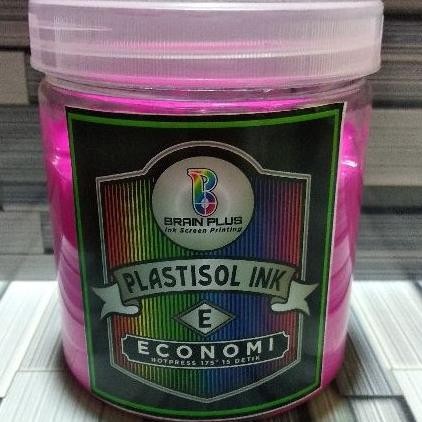 BRAIN PLUS
Ink Screen Printing
PLASTISOL INK
E
ECONOMI
HOTPRESS 175° 15 DETIK